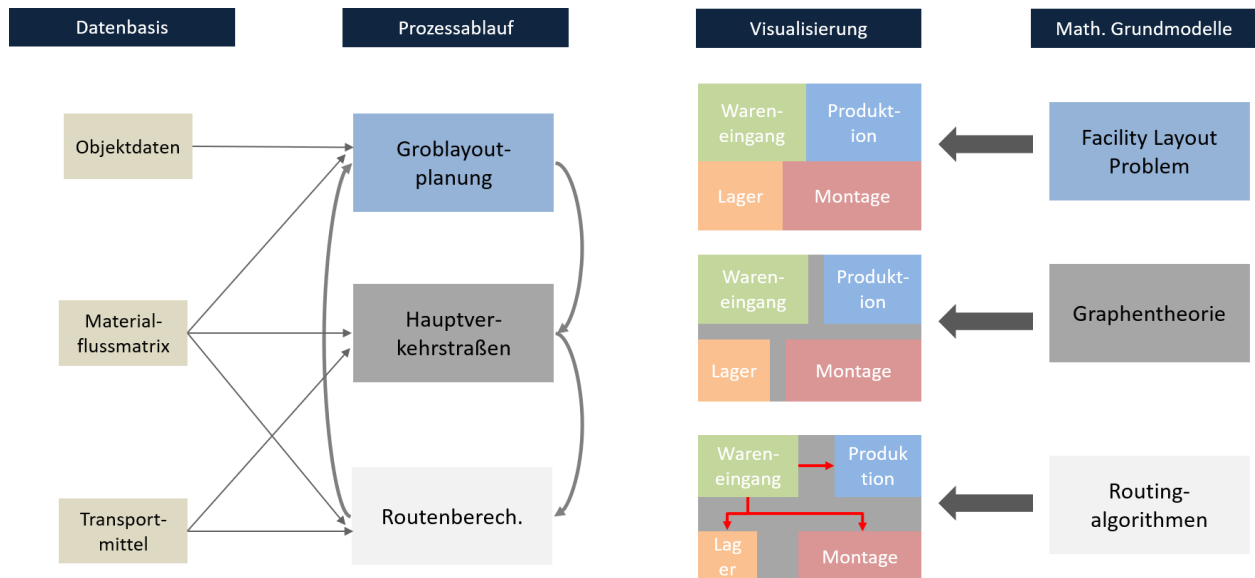 Datenbasis
Prozessablauf
Visualisierung
Math. Grundmodelle
Objektdaten
Groblayout-
planung
Waren-
eingang
Produkt-
ion
Lager
Montage
Facility Layout
Problem
Material-
flussmatrix
Hauptver-
kehrstraßen
Waren-
eingang
Produkt-
ion
Lager
Montage
Graphentheorie
Transport-
mittel
Routenberech.
Waren-
eingang
Produk
tion
Lag
er
Montage
Routing-
algorithmen